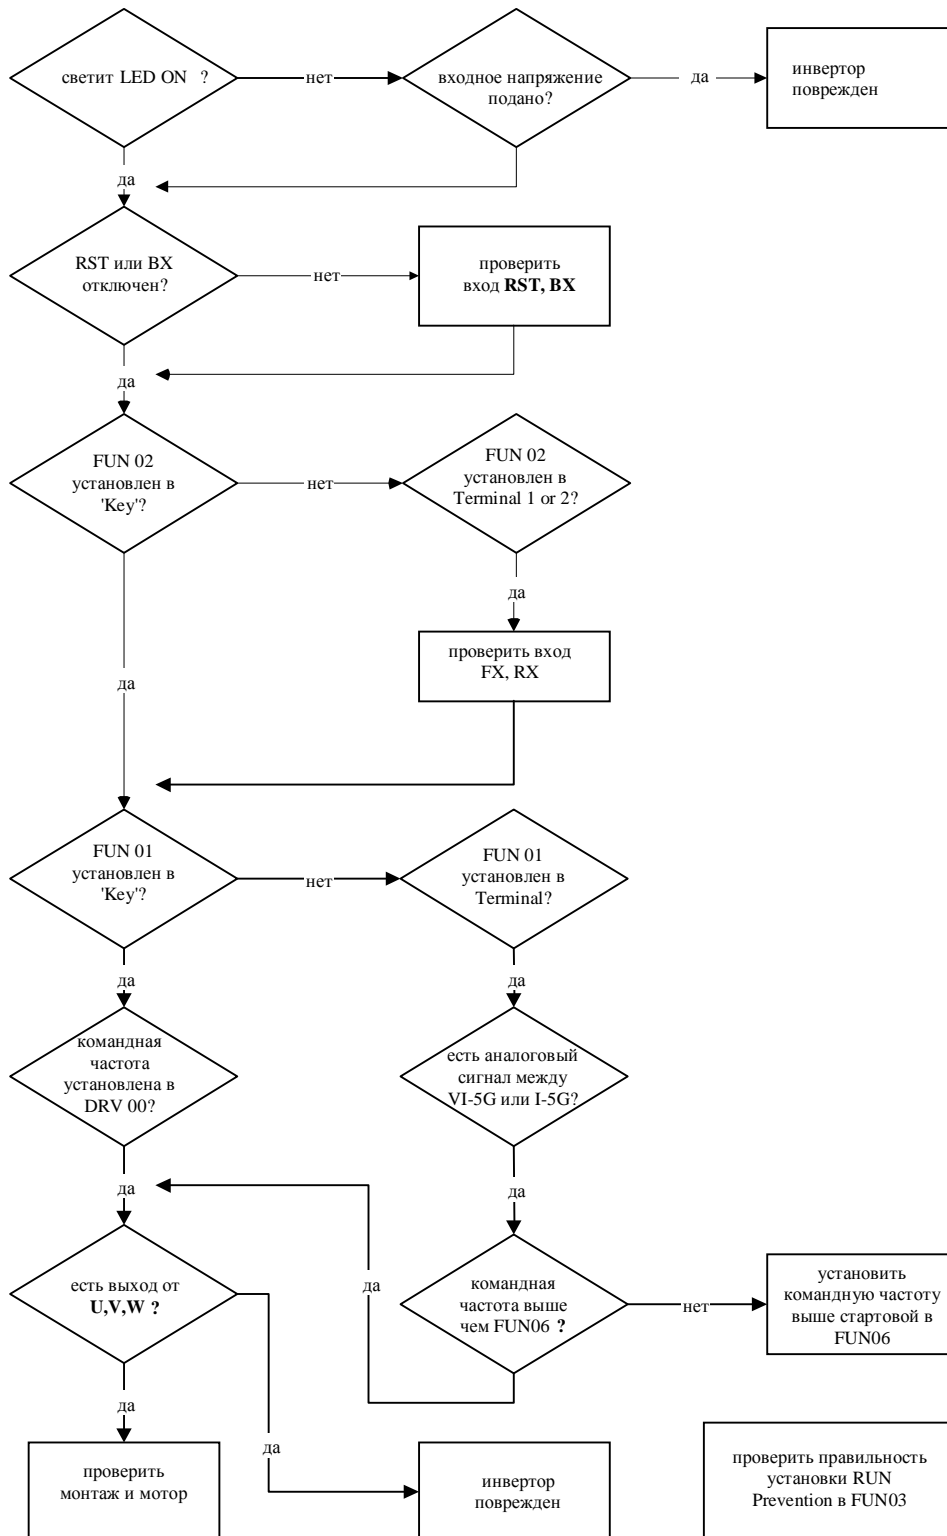 светит LED ON ?
нет
входное напряжение
подано?
да
инвертор
поврежден
да
RST или BX
отключен?
нет
проверить
вход RST, BX
да
FUN 02
установлен в
'Key'?
нет
FUN 02
установлен в
Terminal 1 or 2?
да
проверить вход
FX, RX
да
FUN 01
установлен в
'Key'?
нет
FUN 01
установлен в
Terminal?
да
да
командная
частота
установлена в
DRV 00?
есть аналоговый
сигнал между
VI-5G или I-5G?
да
да
есть выход от
U,V,W ?
да
командная
частота выше
чем FUN06 ?
нет
установить
командную частоту
выше стартовой в
FUN06
да
да
проверить
монтаж и мотор
инвертор
поврежден
проверить правильность
установки RUN
Prevention в FUN03